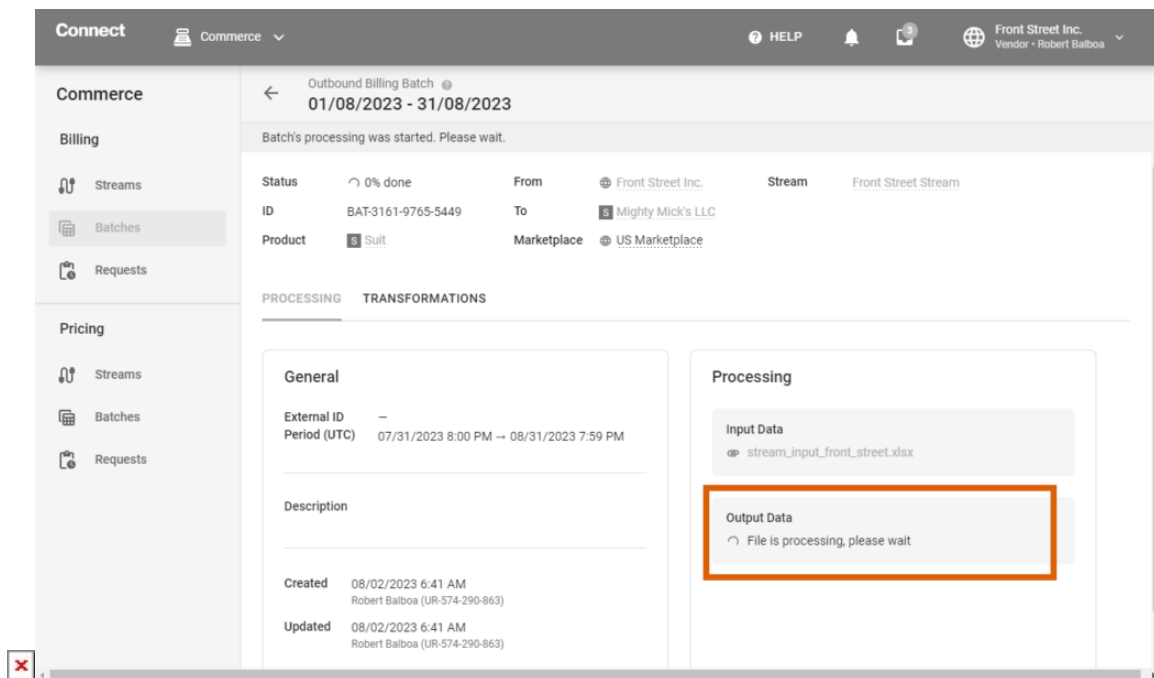 Connect
Commerce
HELP
3
Front Street Inc.
Vendor • Robert Balboa
Commerce
Billing
Streams
Batches
Requests
Pricing
Streams
Batches
Requests
Outbound Billing Batch
01/08/2023 - 31/08/2023
Batch's processing was started. Please wait.
Status 0% done From Front Street Inc. Stream Front Street Stream
ID BAT-3161-9765-5449 To S Mighty Mick's LLC
Product S Suit Marketplace US Marketplace
PROCESSING TRANSFORMATIONS
General
External ID —
Period (UTC) 07/31/2023 8:00 PM → 08/31/2023 7:59 PM
Description
Created 08/02/2023 6:41 AM
Robert Balboa (UR-574-290-863)
Updated 08/02/2023 6:41 AM
Robert Balboa (UR-574-290-863)
Processing
Input Data
stream_input_front_street.xlsx
Output Data
File is processing, please wait